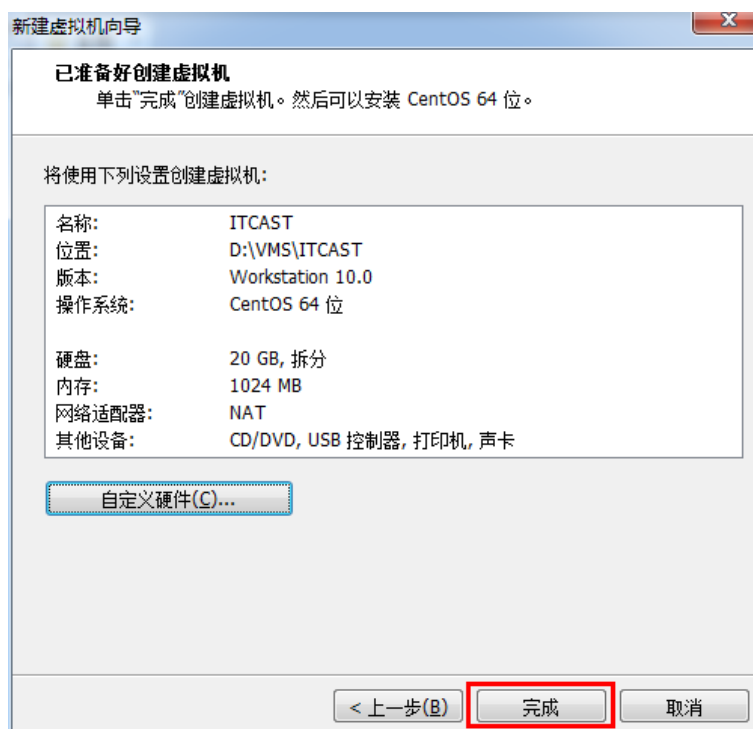 新建虚拟机向导
已准备好创建虚拟机
单击"完成"创建虚拟机。然后可以安装 CentOS 64 位。
将使用下列设置创建虚拟机:
名称: ITCAST
位置: D:\VMS\ITCAST
版本: Workstation 10.0
操作系统: CentOS 64 位
硬盘: 20 GB, 拆分
内存: 1024 MB
网络适配器: NAT
其他设备: CD/DVD, USB 控制器, 打印机, 声卡
自定义硬件(C)...
< 上一步(B) 完成 取消